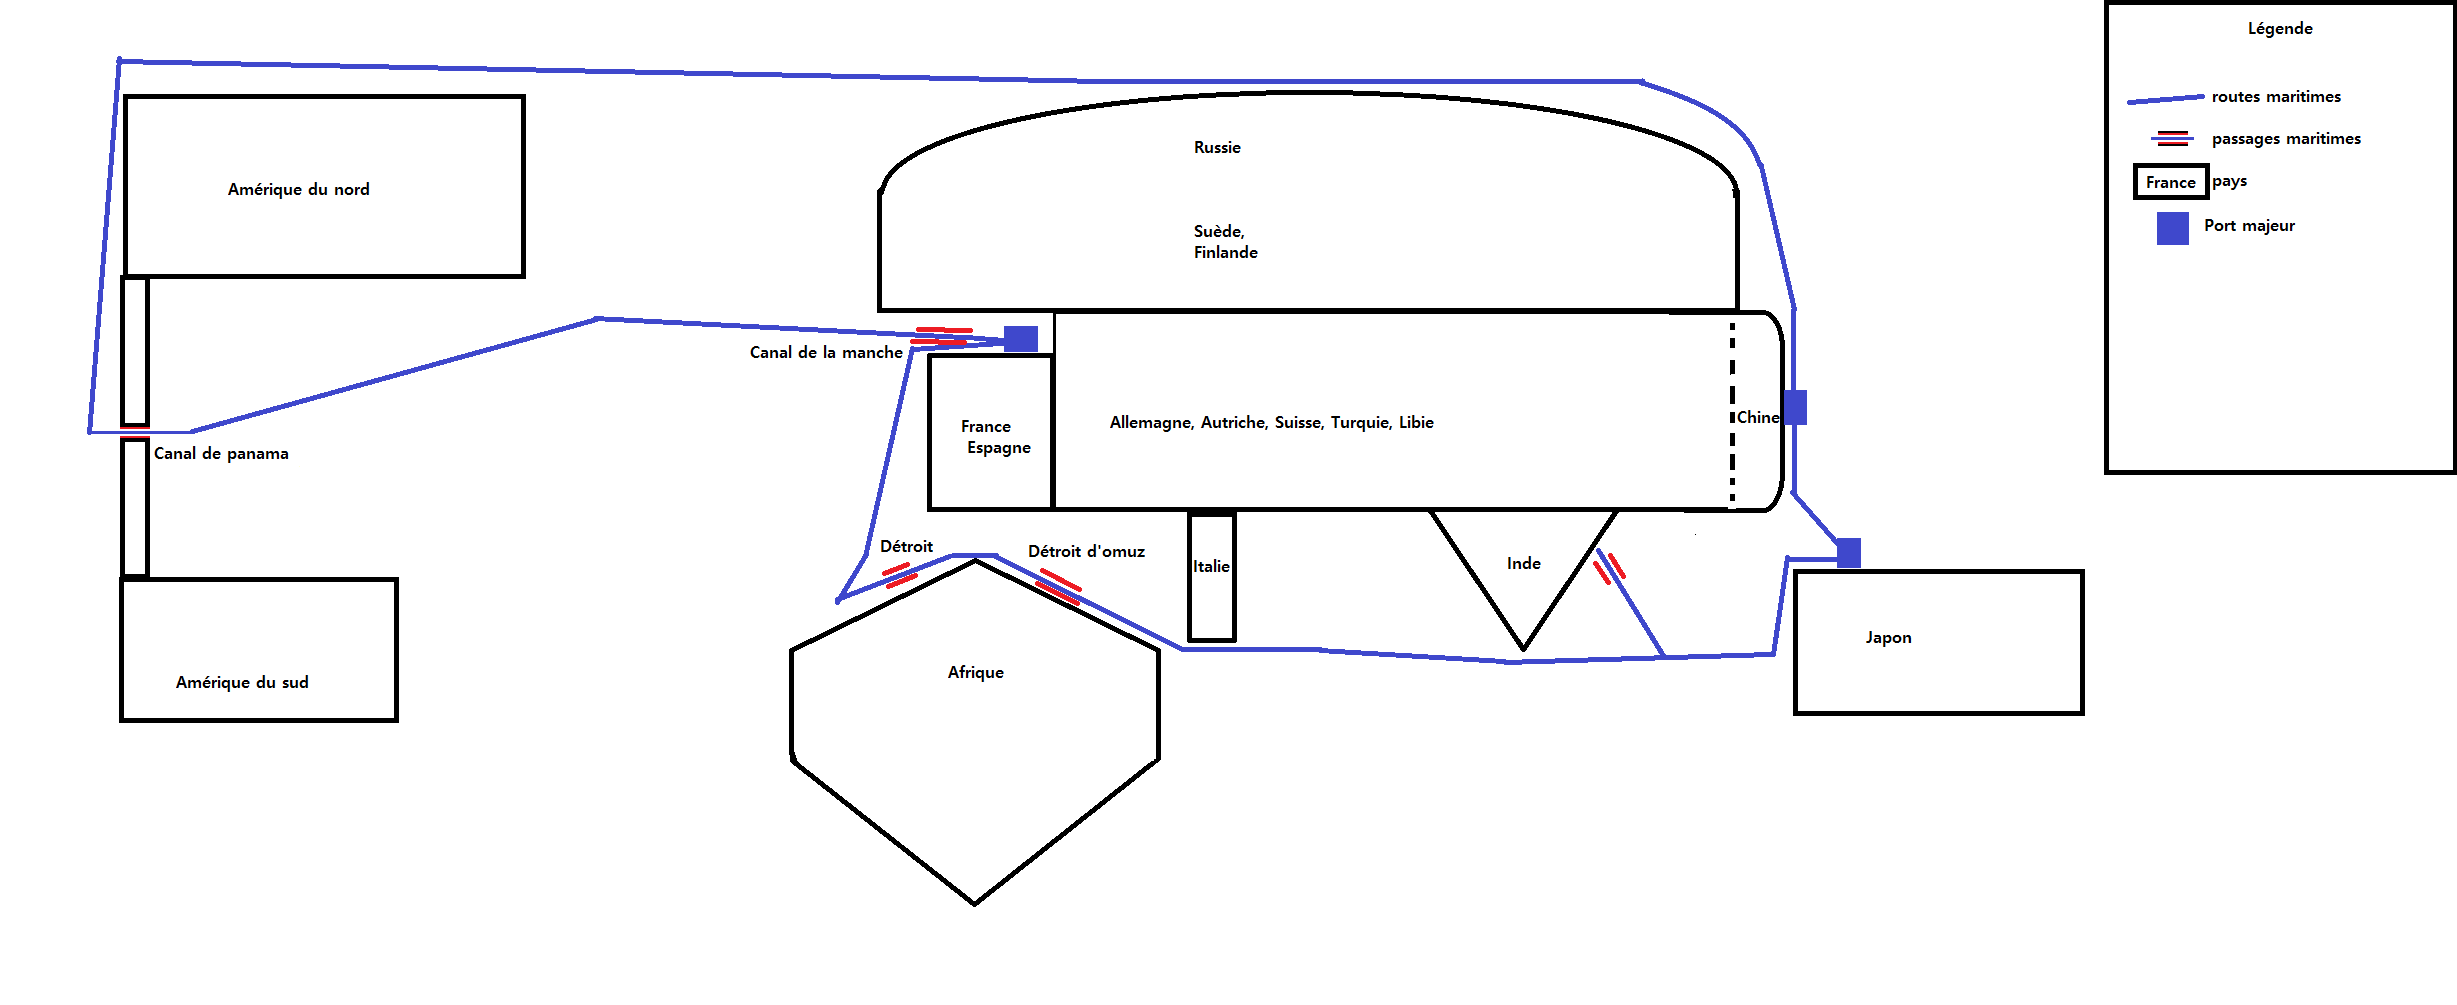 Légende
routes maritimes
passages maritimes
France
pays
Port majeur
Russie
Suède,
Finlande
Amérique du nord
Canal de la manche
France
Espagne
Allemagne, Autriche, Suisse, Turquie, Libie
Chine
Canal de panama
Détroit
Détroit d'omuz
Italie
Inde
Japon
Afrique
Amérique du sud